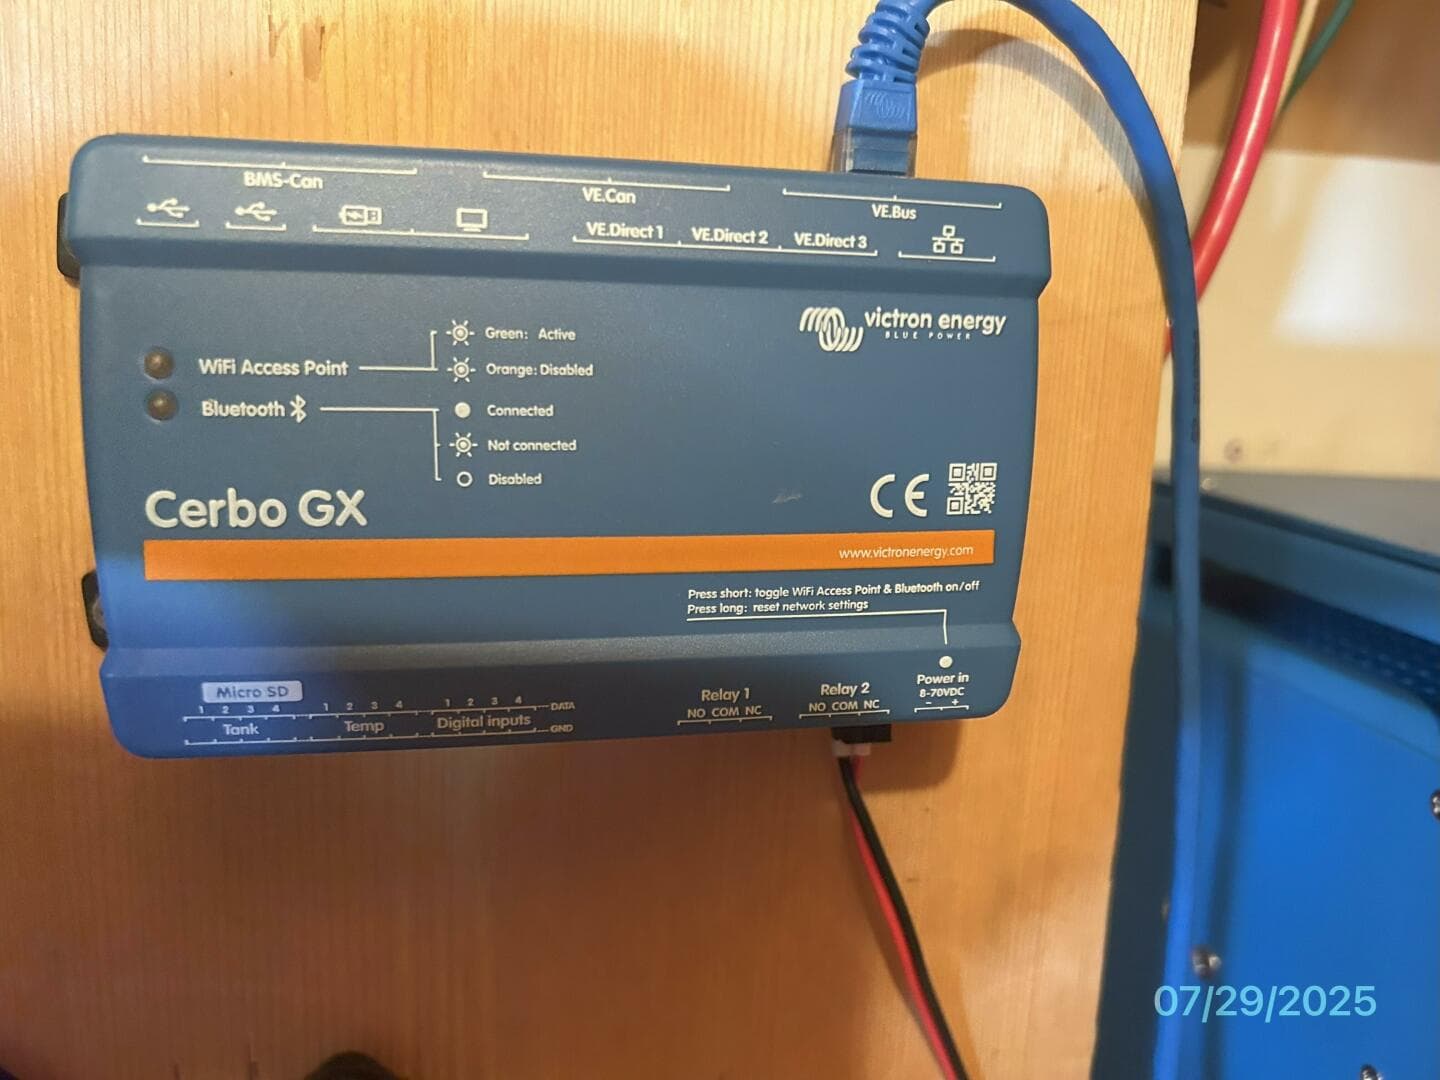 BMS-Can
VE.Can
VE.Bus
VE.Direct 1 VE.Direct 2 VE.Direct 3
victron energy
BLUE POWER
WiFi Access Point
Green: Active
Orange: Disabled
Bluetooth
Connected
Not connected
Disabled
Cerbo GX
CE
www.victronenergy.com
Press short: toggle WiFi Access Point & Bluetooth on/off
Press long: reset network settings
Micro SD
1 2 3 4 1 2 3 4 1 2 3 4 DATA
Tank Temp Digital inputs GND
Relay 1
NO COM NC
Relay 2
NO COM NC
Power in
8-70VDC
- +
07/29/2025